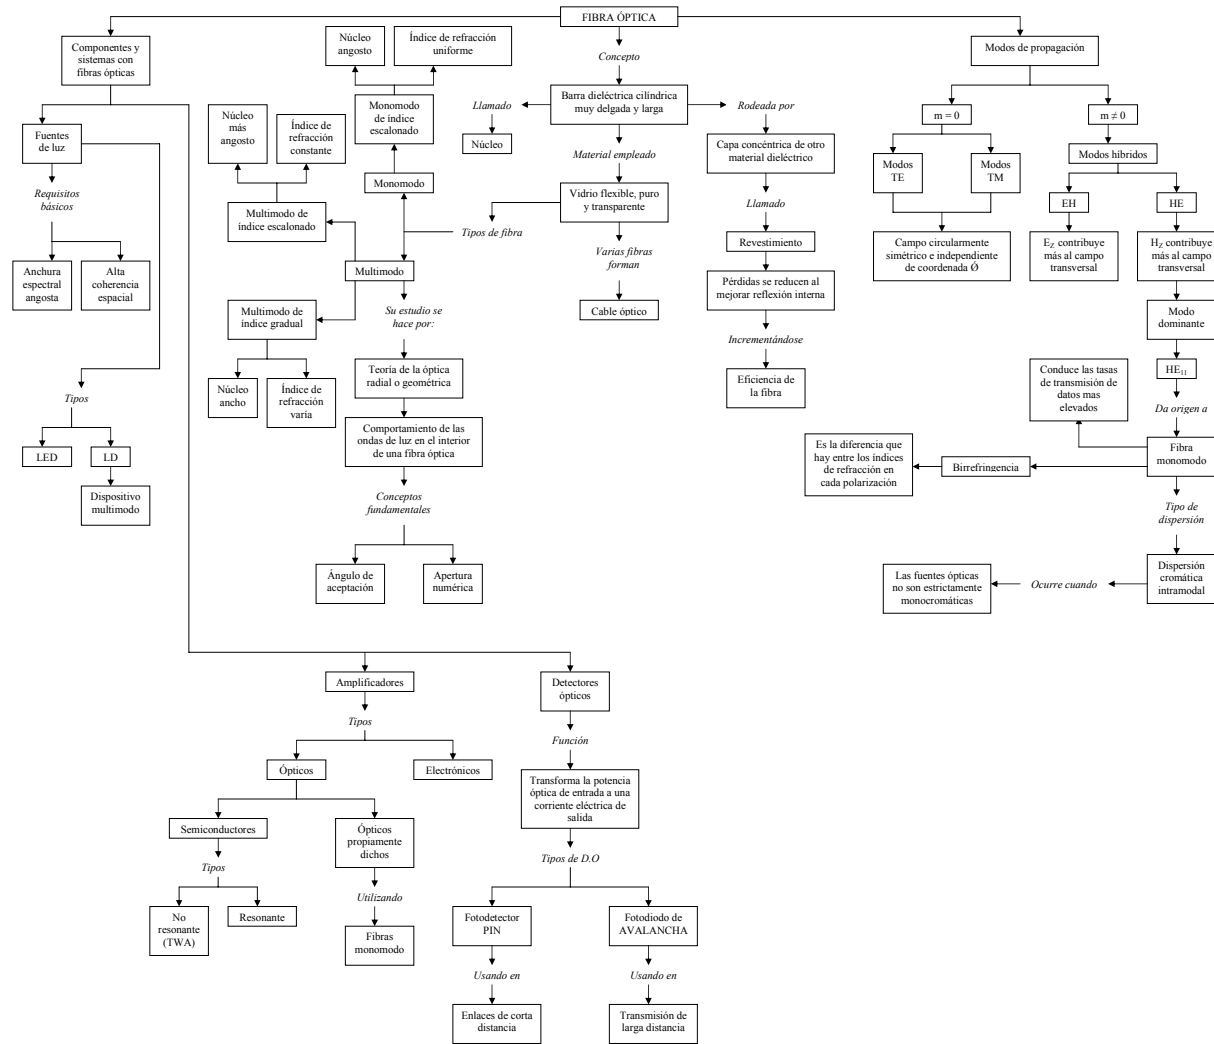 FIBRA ÓPTICA
Componentes y
sistemas con
fibras ópticas
Fuentes
de luz
Requisitos
básicos
Anchura
espectral
angosta
Alta
coherencia
espacial
Tipos
LED
LD
Dispositivo
multimodo
Núcleo
angosto
Índice de refracción
uniforme
Monomodo
de índice
escalonado
Núcleo
más
angosto
Índice de
refracción
constante
Monomodo
Multimodo de
índice escalonado
Tipos de fibra
Multimodo
Multimodo de
índice gradual
Núcleo
ancho
Índice de
refracción
varía
Su estudio se
hace por:
Teoría de la óptica
radial o geométrica
Comportamiento de las
ondas de luz en el interior
de una fibra óptica
Conceptos
fundamentales
Ángulo de
aceptación
Apertura
numérica
Concepto
Barra dieléctrica cilíndrica
muy delgada y larga
Llamado
Núcleo
Material empleado
Vidrio flexible, puro
y transparente
Varias fibras
forman
Cable óptico
Rodeada por
Capa concéntrica de otro
material dieléctrico
Llamado
Revestimiento
Pérdidas se reducen al
mejorar reflexión interna
Incrementándose
Eficiencia de
la fibra
Modos de propagación
m = 0
m ≠ 0
Modos
TE
Modos
TM
Campo circularmente
simétrico e independiente
de coordenada Ǿ
Modos híbridos
EH
HE
E_Z contribuye
más al campo
transversal
H_Z contribuye
más al campo
transversal
Modo
dominante
HE₁₁
Da origen a
Fibra
monomodo
Conduce las tasas
de transmisión de
datos mas
elevados
Birrefringencia
Es la diferencia que
hay entre los índices
de refracción en
cada polarización
Tipo de
dispersión
Dispersión
cromática
intramodal
Ocurre cuando
Las fuentes ópticas
no son estrictamente
monocromáticas
Amplificadores
Tipos
Ópticos
Electrónicos
Semiconductores
Tipos
No
resonante
(TWA)
Resonante
Ópticos
propiamente
dichos
Utilizando
Fibras
monomodo
Detectores
ópticos
Función
Transforma la potencia
óptica de entrada a una
corriente eléctrica de
salida
Tipos de D.O
Fotodetector
PIN
Usando en
Enlaces de corta
distancia
Fotodiodo de
AVALANCHA
Usando en
Transmisión de
larga distancia